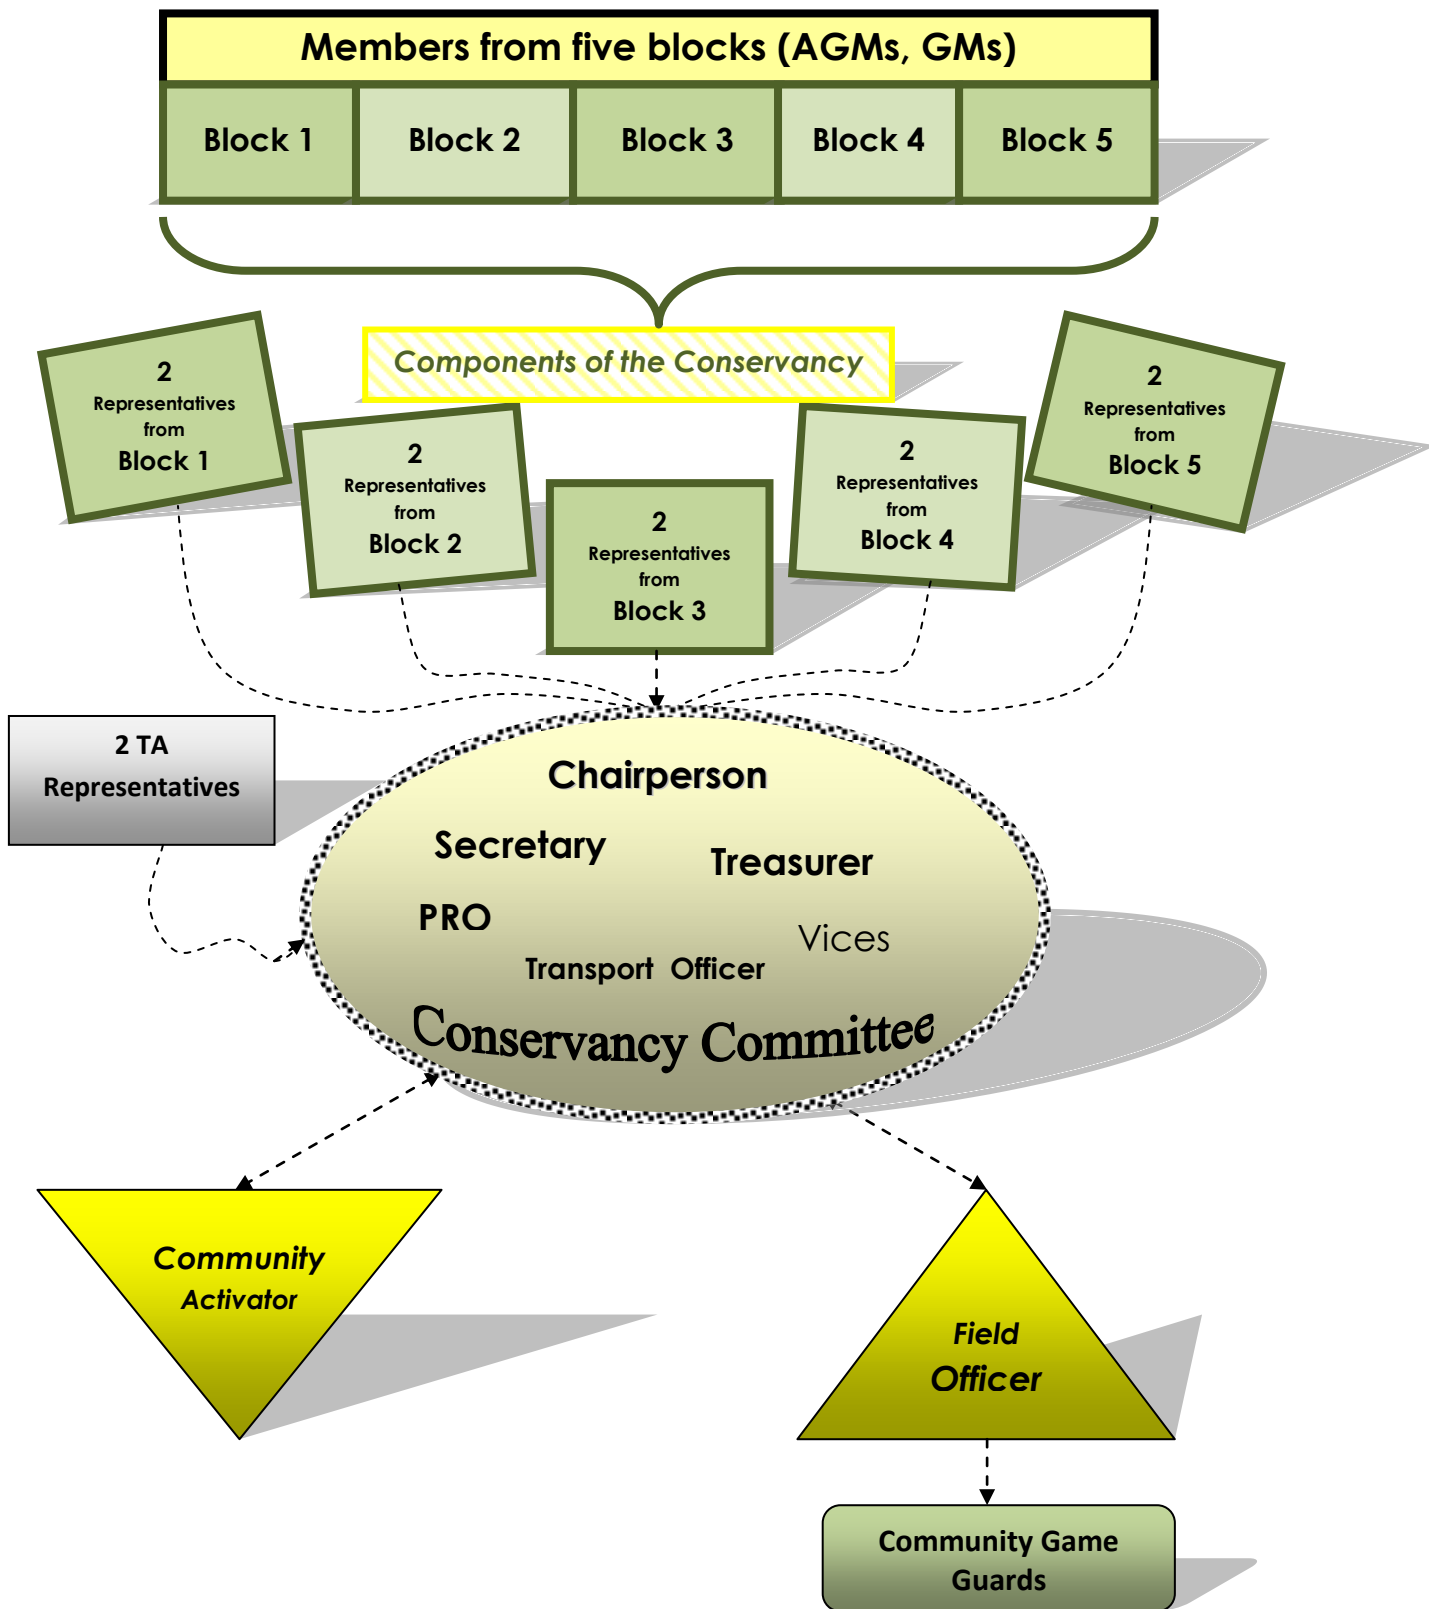 Members from five blocks (AGMs, GMs)
Block 1
Block 2
Block 3
Block 4
Block 5
Components of the Conservancy
2
Representatives
from
Block 1
2
Representatives
from
Block 2
2
Representatives
from
Block 3
2
Representatives
from
Block 4
2
Representatives
from
Block 5
2 TA
Representatives
Chairperson
Secretary
Treasurer
PRO
Vices
Transport Officer
Conservancy Committee
Community
Activator
Field
Officer
Community Game
Guards